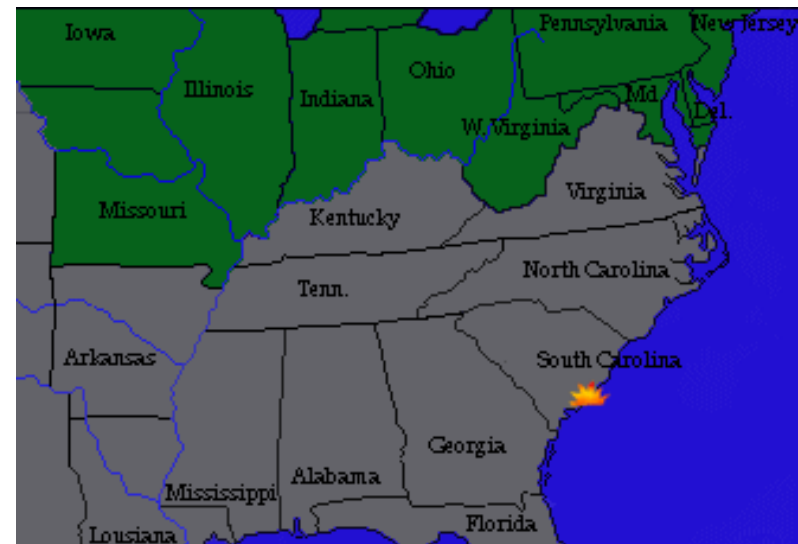 Pennsylvania
New Jersey
Iowa
Ohio
Illinois
Indiana
Md
Del.
W. Virginia
Virginia
Missouri
Kentucky
North Carolina
Tenn.
South Carolina
Arkansas
Georgia
Alabama
Mississippi
Florida
Lousiana